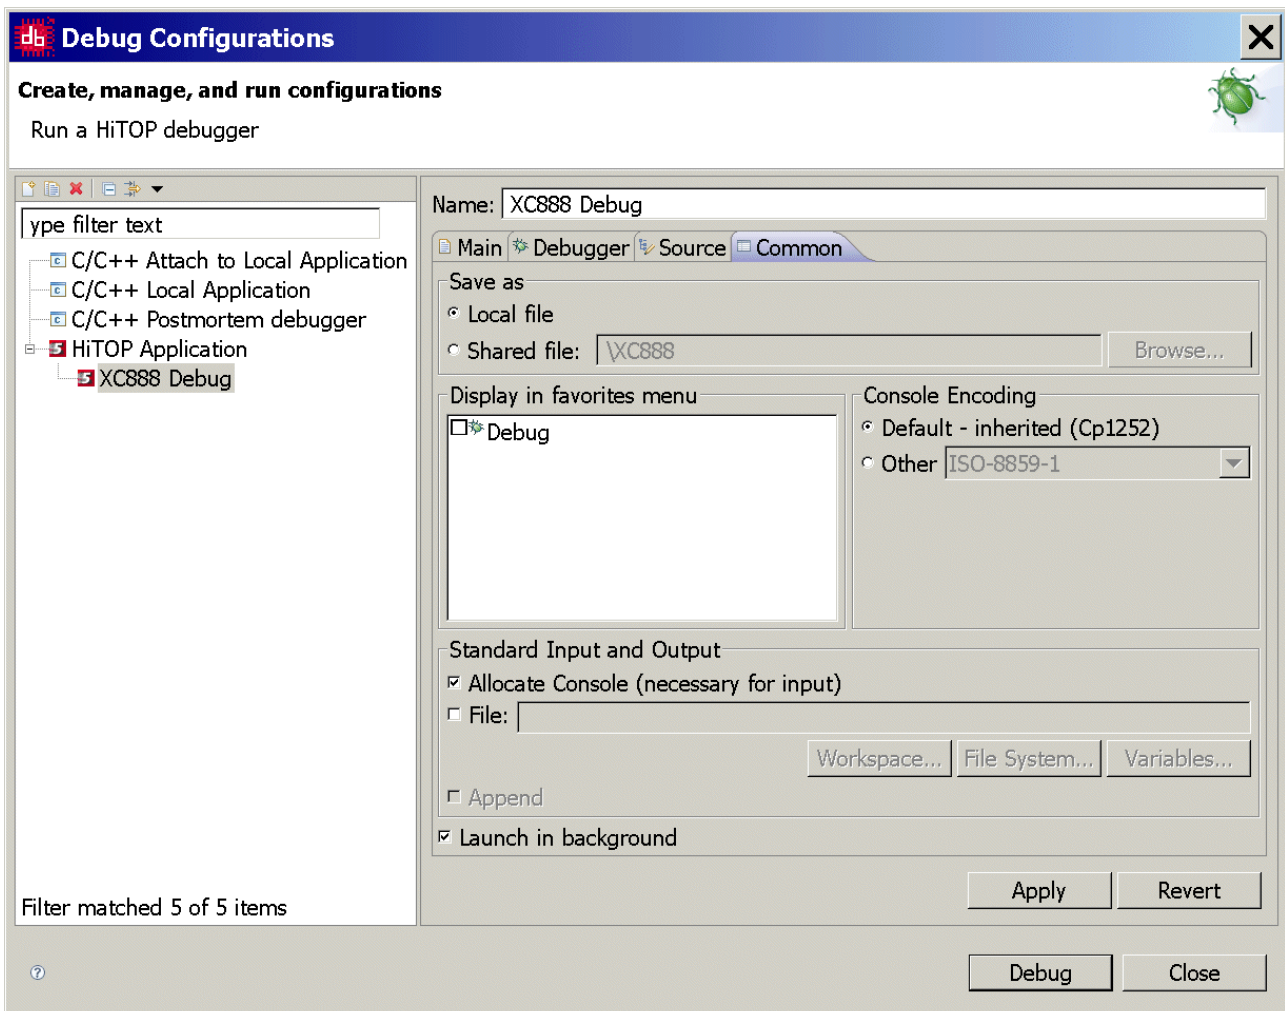 Debug Configurations
Create, manage, and run configurations
Run a HiTOP debugger
ype filter text
C/C++ Attach to Local Application
C/C++ Local Application
C/C++ Postmortem debugger
HiTOP Application
XC888 Debug
Filter matched 5 of 5 items
Name: XC888 Debug
Main Debugger Source Common
Save as
Local file
Shared file: \XC888 Browse...
Display in favorites menu
Debug
Console Encoding
Default - inherited (Cp1252)
Other ISO-8859-1
Standard Input and Output
Allocate Console (necessary for input)
File:
Workspace... File System... Variables...
Append
Launch in background
Apply Revert
Debug Close